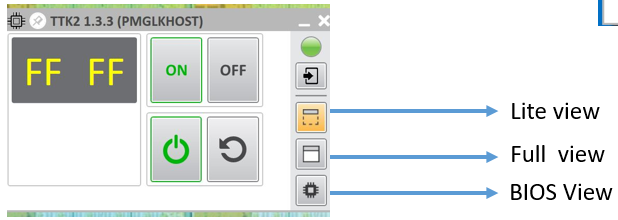 TTK2 1.3.3 (PMGLKHOST)
FF FF
ON
OFF
Lite view
Full view
BIOS View